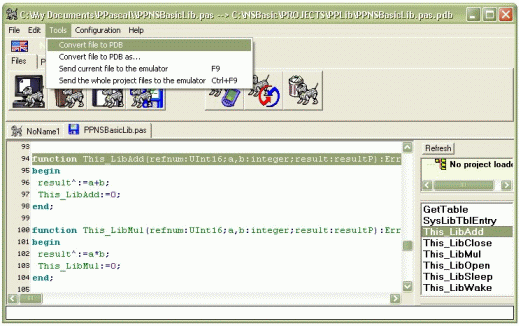 C:\My Documents\PPascal\\PPNSBasicLib.pas --> C:\NSBasic\PROJECTS\PPLib\PPNSBasicLib.pas.pdb
File Edit Tools Configuration Help
Convert file to PDB
Convert file to PDB as...
Send current file to the emulator F9
Send the whole project files to the emulator Ctrl+F9
Files P
NoName1 PPNSBasicLib.pas
Refresh
No project loade
93
94 function This_LibAdd(refnum:UInt16;a,b:integer;result:resultP):Err
95 begin
96 result^:=a+b;
97 This_LibAdd:=0;
98 end;
99
100 function This_LibMul(refnum:UInt16;a,b:integer;result:resultP):Err
101 begin
102 result^:=a*b;
103 This_LibMul:=0;
104 end;
105
GetTable
SysLibTblEntry
This_LibAdd
This_LibClose
This_LibMul
This_LibOpen
This_LibSleep
This_LibWake